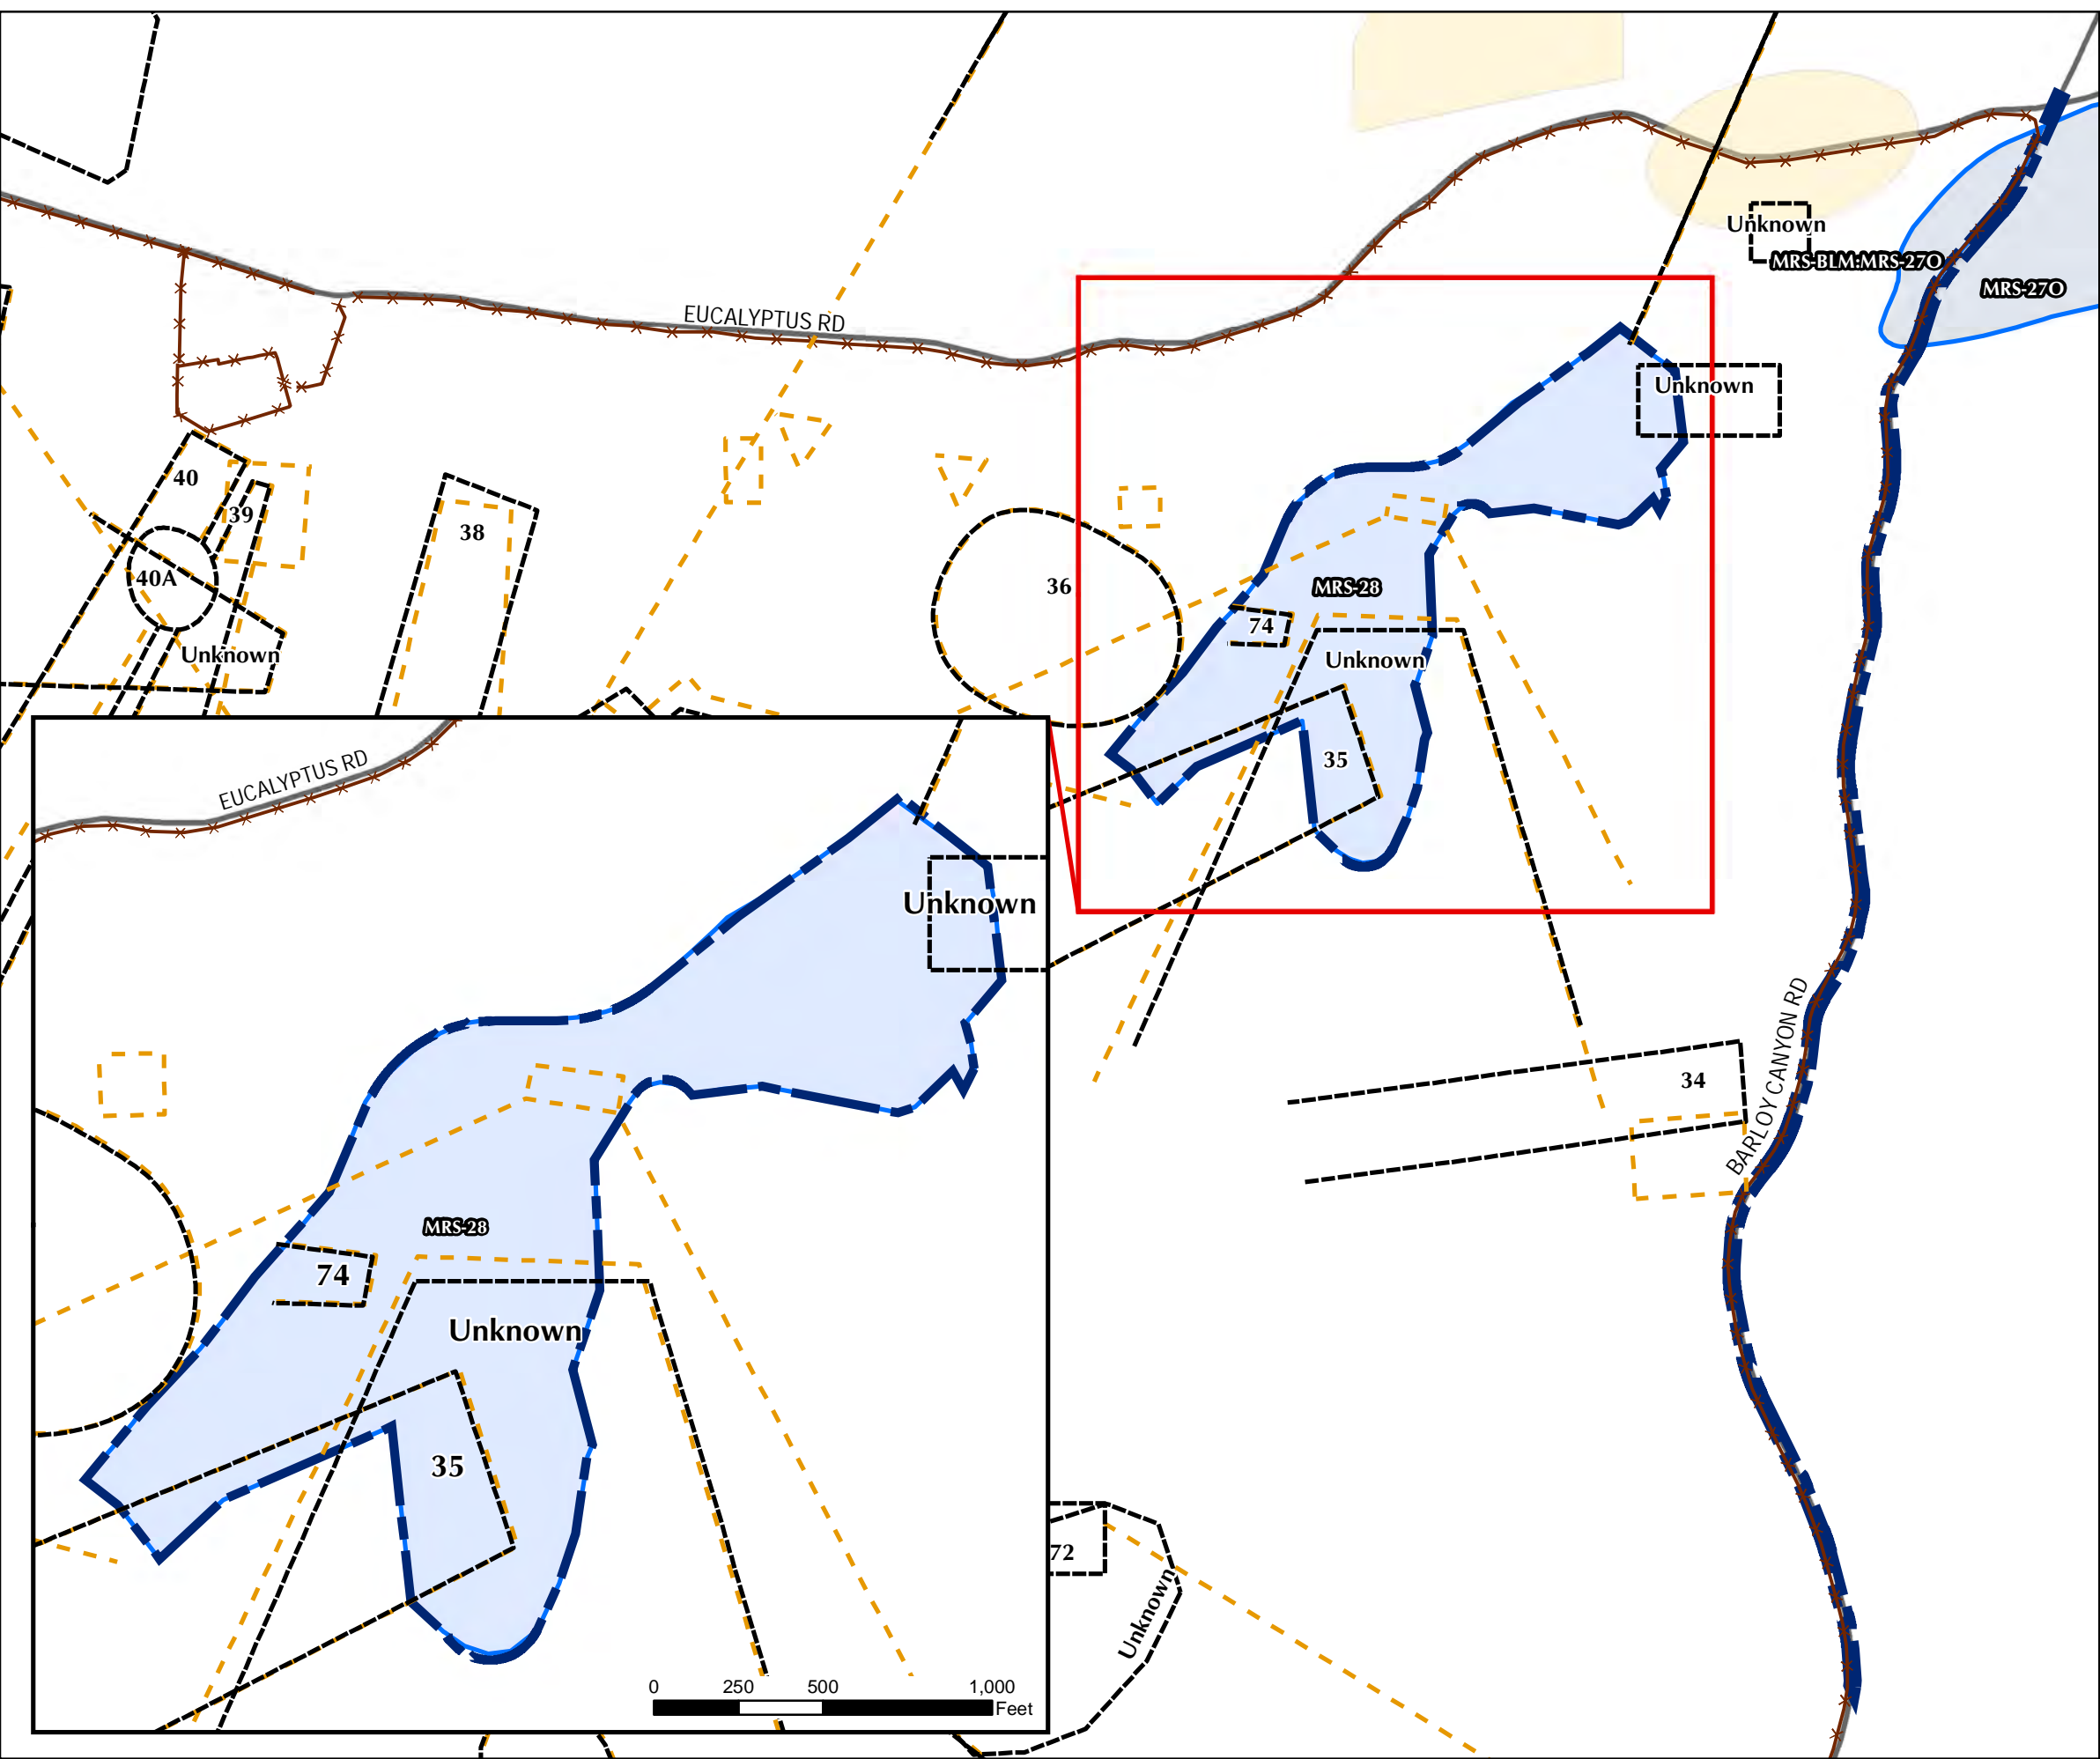 Unknown
MRS-BLM:MRS-27O
MRS-27O
EUCALYPTUS RD
Unknown
40
39
38
40A
36
MRS-28
74
Unknown
Unknown
35
EUCALYPTUS RD
Unknown
BARLOY CANYON RD
34
MRS-28
74
Unknown
35
72
Unknown
0 250 500 1,000
Feet